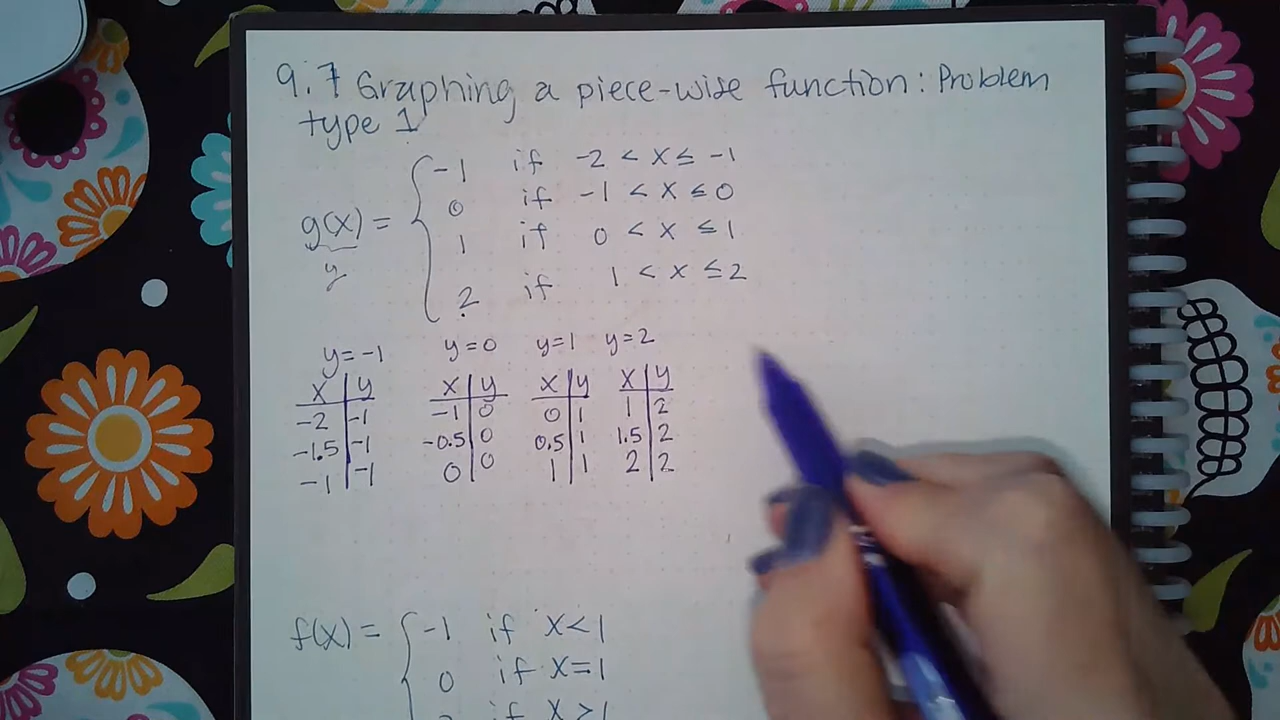 9.7 Graphing a piece-wise function: Problem
type 1
-1 if -2 < x ≤ -1
0 if -1 < x ≤ 0
g(x) =
y
1 if 0 < x ≤ 1
2 if 1 < x ≤ 2
y=-1 y=0 y=1 y=2
x y x y x y x y
-2 -1 -1 0 0 1 1 2
-1.5 -1 -0.5 0 0.5 1 1.5 2
-1 -1 0 0 1 1 2 2
f(x) = -1 if x<1
0 if x=1
if x>1